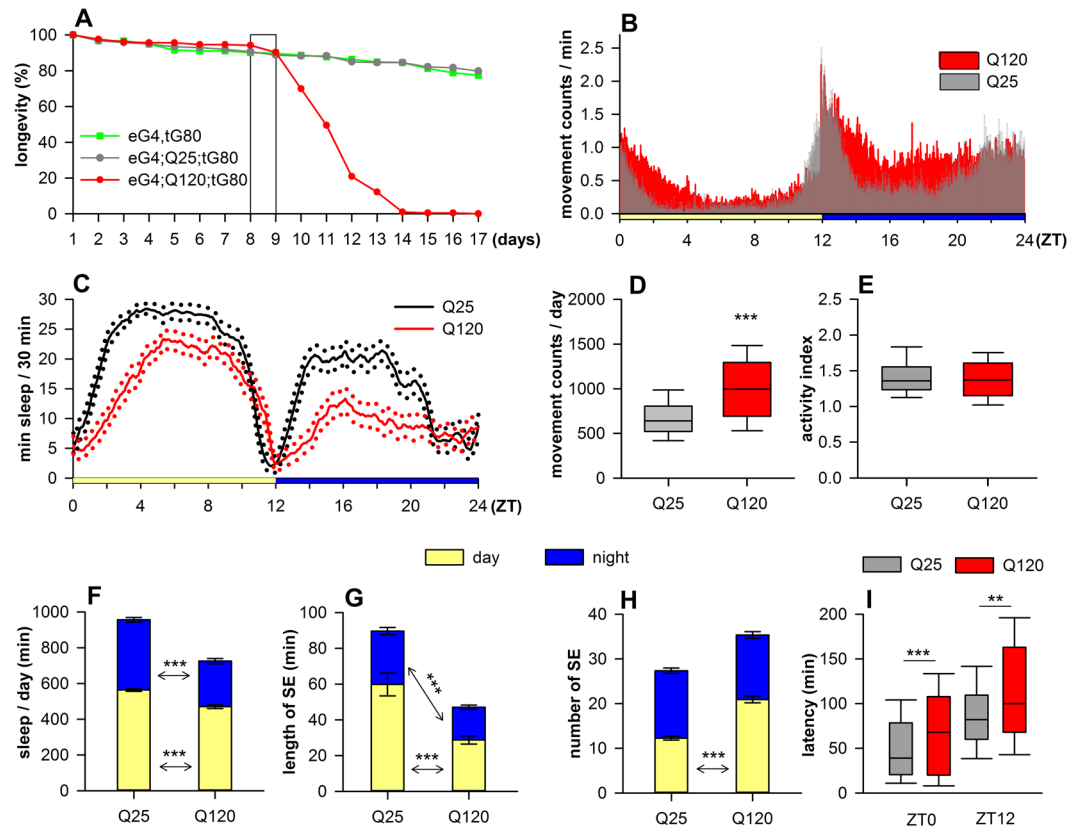 A
longevity (%)
100
80
60
40
20
0
eG4,tG80
eG4;Q25;tG80
eG4;Q120;tG80
1 2 3 4 5 6 7 8 9 10 11 12 13 14 15 16 17 (days)
B
movement counts / min
2.5
2.0
1.5
1.0
0.5
0.0
Q120
Q25
0 4 8 12 16 20 24 (ZT)
C
min sleep / 30 min
30
25
20
15
10
5
0
Q25
Q120
0 4 8 12 16 20 24 (ZT)
D
movement counts / day
2000
1500
1000
500
0
***
Q25 Q120
E
activity index
2.5
2.0
1.5
1.0
0.5
0.0
Q25 Q120
day night
F
sleep / day (min)
1000
800
600
400
200
0
***
***
Q25 Q120
G
length of SE (min)
100
80
60
40
20
0
***
***
Q25 Q120
H
number of SE
40
30
20
10
0
***
Q25 Q120
Q25 Q120
I
latency (min)
200
150
100
50
0
***
**
ZT0 ZT12